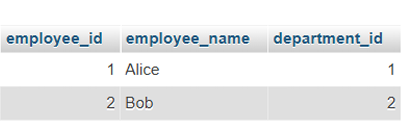 employee_id employee_name department_id
1 Alice 1
2 Bob 2